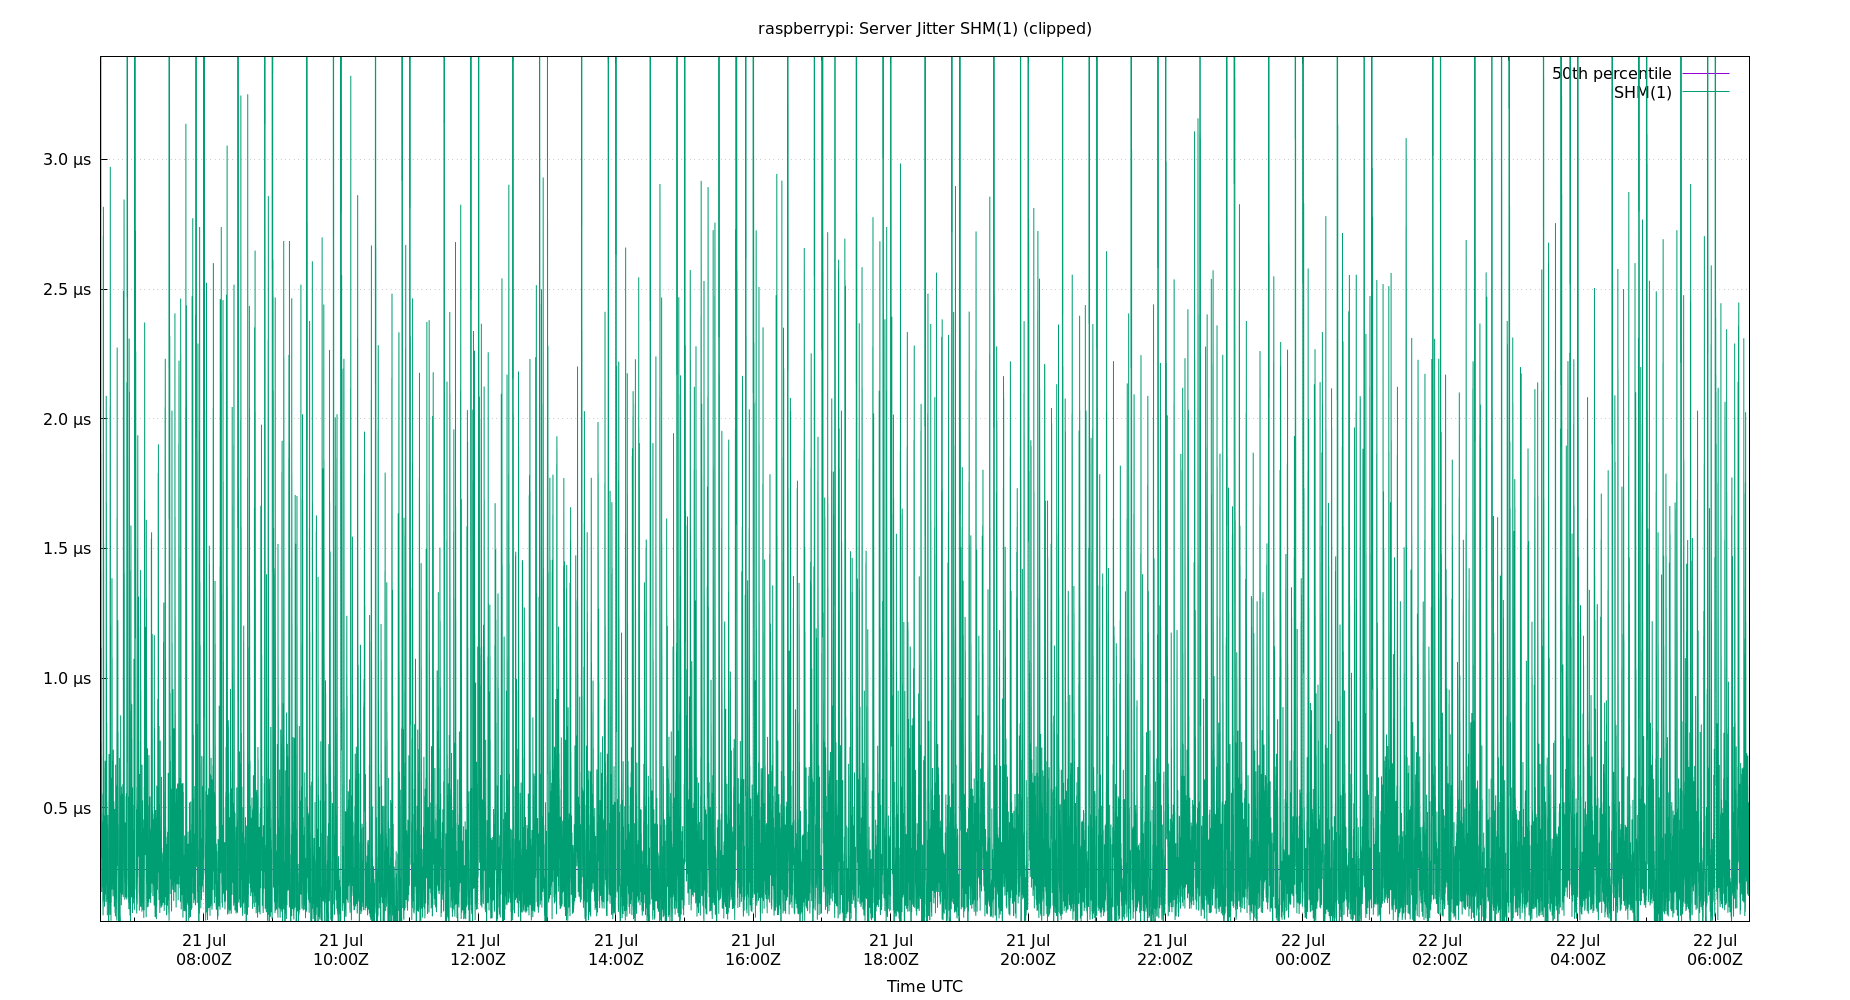 raspberrypi: Server Jitter SHM(1) (clipped)
50th percentile
SHM(1)
3.0 µs
2.5 µs
2.0 µs
1.5 µs
1.0 µs
0.5 µs
21 Jul 21 Jul 21 Jul 21 Jul 21 Jul 21 Jul 21 Jul 21 Jul 22 Jul 22 Jul 22 Jul 22 Jul
08:00Z 10:00Z 12:00Z 14:00Z 16:00Z 18:00Z 20:00Z 22:00Z 00:00Z 02:00Z 04:00Z 06:00Z
Time UTC